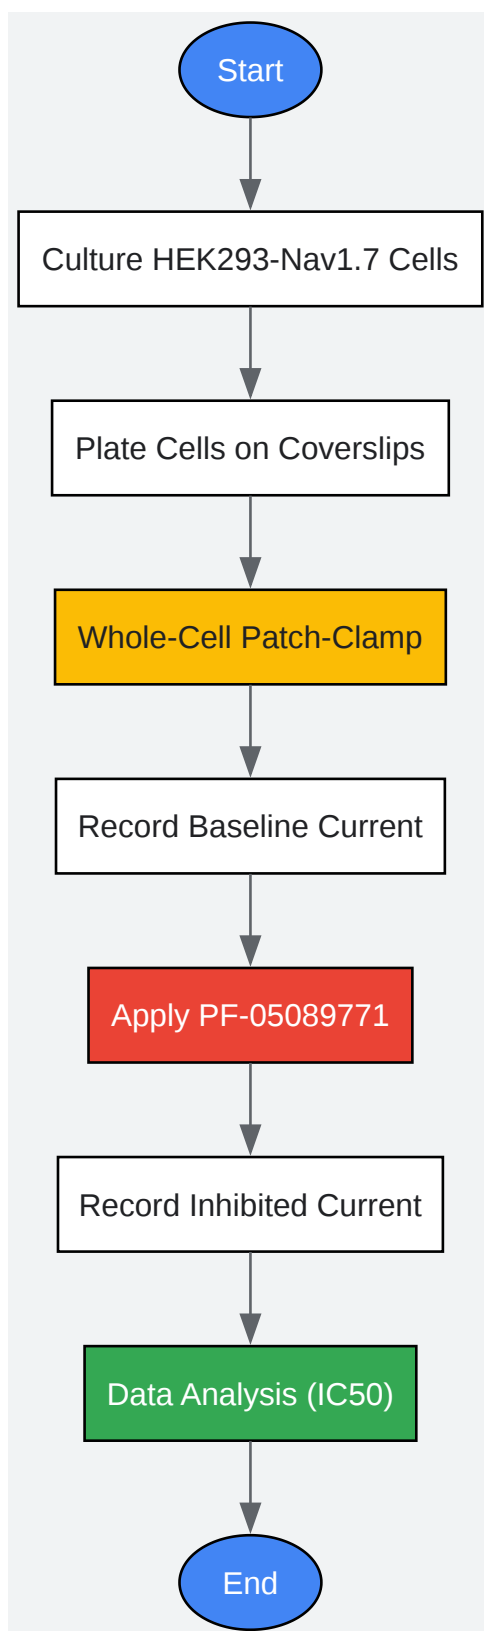 Start
Culture HEK293-Nav1.7 Cells
Plate Cells on Coverslips
Whole-Cell Patch-Clamp
Record Baseline Current
Apply PF-05089771
Record Inhibited Current
Data Analysis (IC50)
End